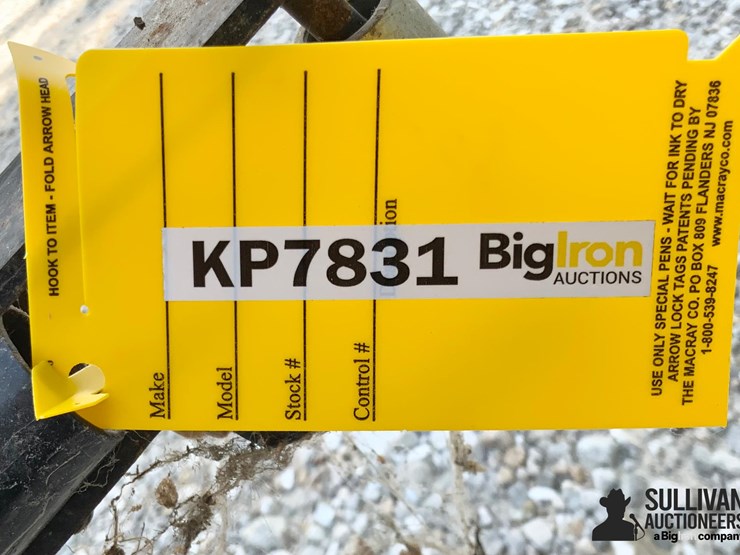 HOOK TO ITEM - FOLD ARROW HEAD
Make
Model
Stock #
Control #
KP7831 BigIron
AUCTIONS
USE ONLY SPECIAL PENS - WAIT FOR INK TO DRY
ARROW LOCK TAGS PATENTS PENDING BY
THE MACRAY CO. PO BOX 809 FLANDERS NJ 07836
1-800-539-8247 www.macrayco.com
SULLIVAN
AUCTIONEERS
a Big company